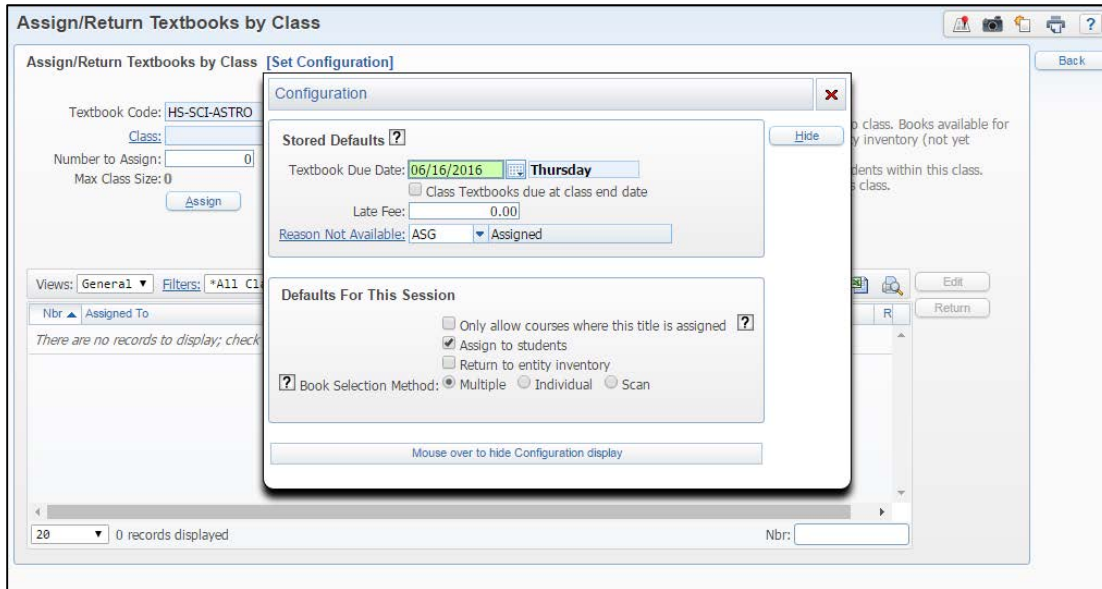 Assign/Return Textbooks by Class
?
Assign/Return Textbooks by Class [Set Configuration]
Back
Configuration
Textbook Code: HS-SCI-ASTRO
Class:
Number to Assign: 0
Max Class Size: 0
Assign
class. Books available for
inventory (not yet
dents within this class.
class.
Stored Defaults ?
Hide
Textbook Due Date: 06/16/2016 Thursday
Class Textbooks due at class end date
Late Fee: 0.00
Reason Not Available: ASG Assigned
Views: General Filters: *All Cla
Edit
Defaults For This Session
Nbr Assigned To
R
Return
There are no records to display; check
Only allow courses where this title is assigned ?
Assign to students
Return to entity inventory
? Book Selection Method: Multiple Individual Scan
Mouse over to hide Configuration display
20 0 records displayed
Nbr: